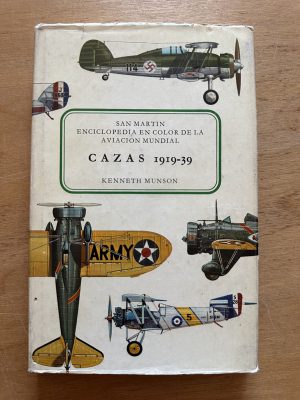 114
SAN MARTIN
ENCICLOPEDIA EN COLOR DE LA
AVIACION MUNDIAL
CAZAS 1919-39
KENNETH MUNSON
ARMY
5